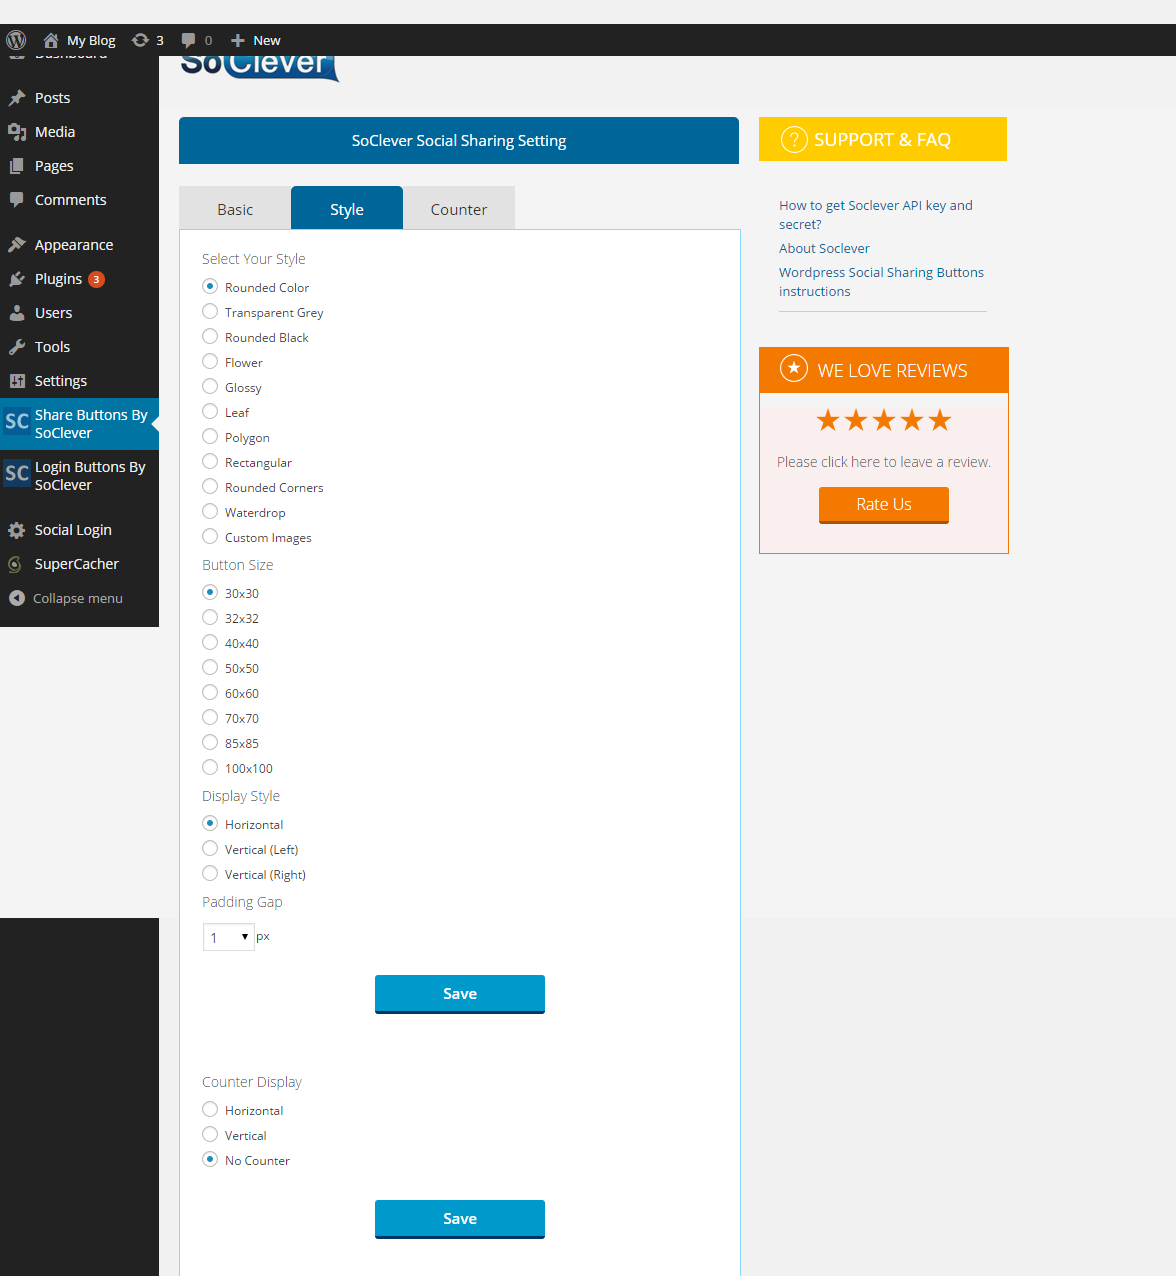 My Blog 3 0 + New
Dashboard
Posts
Media
Pages
Comments
Appearance
Plugins 3
Users
Tools
Settings
SC Share Buttons By
SoClever
SC Login Buttons By
SoClever
Social Login
SuperCacher
Collapse menu
SoClever
SoClever Social Sharing Setting
Basic Style Counter
Select Your Style
Rounded Color
Transparent Grey
Rounded Black
Flower
Glossy
Leaf
Polygon
Rectangular
Rounded Corners
Waterdrop
Custom Images
Button Size
30x30
32x32
40x40
50x50
60x60
70x70
85x85
100x100
Display Style
Horizontal
Vertical (Left)
Vertical (Right)
Padding Gap
1 px
Save
Counter Display
Horizontal
Vertical
No Counter
Save
? SUPPORT & FAQ
How to get Soclever API key and
secret?
About Soclever
Wordpress Social Sharing Buttons
instructions
WE LOVE REVIEWS
Please click here to leave a review.
Rate Us